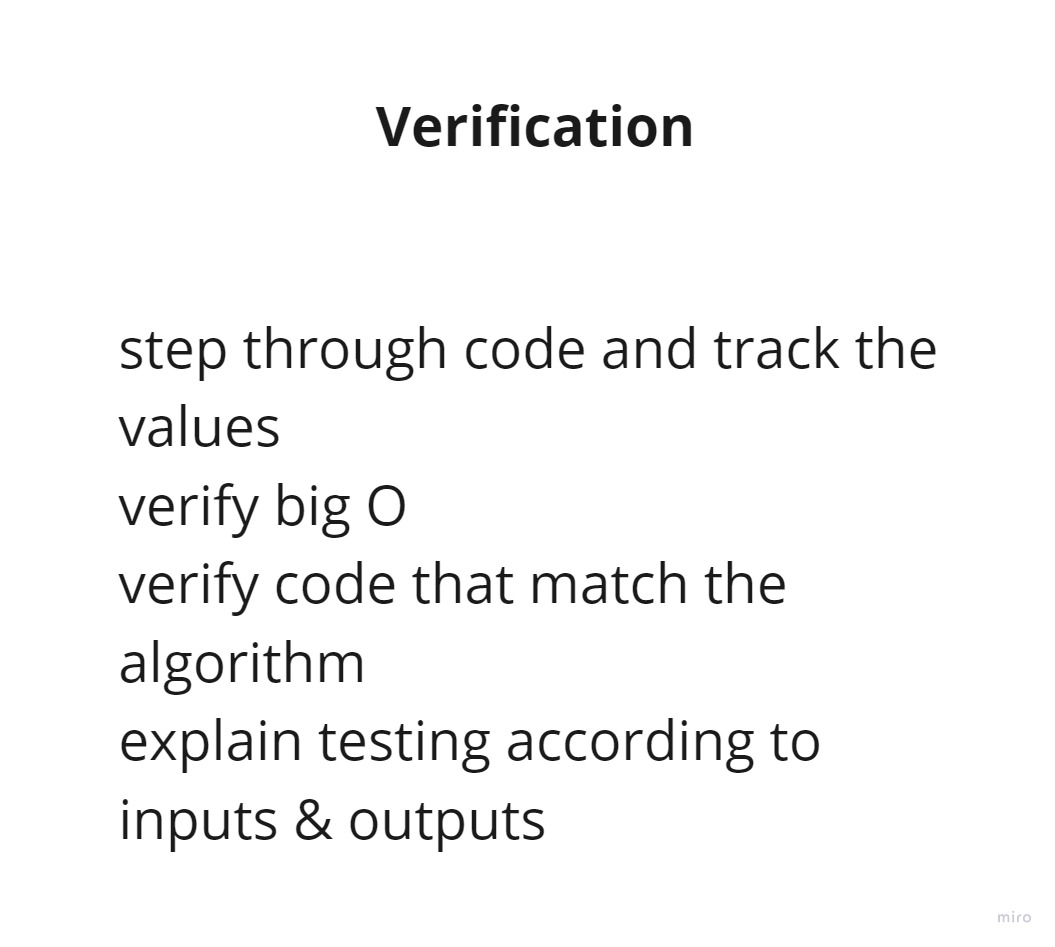 Verification
step through code and track the
values
verify big O
verify code that match the
algorithm
explain testing according to
inputs & outputs
miro